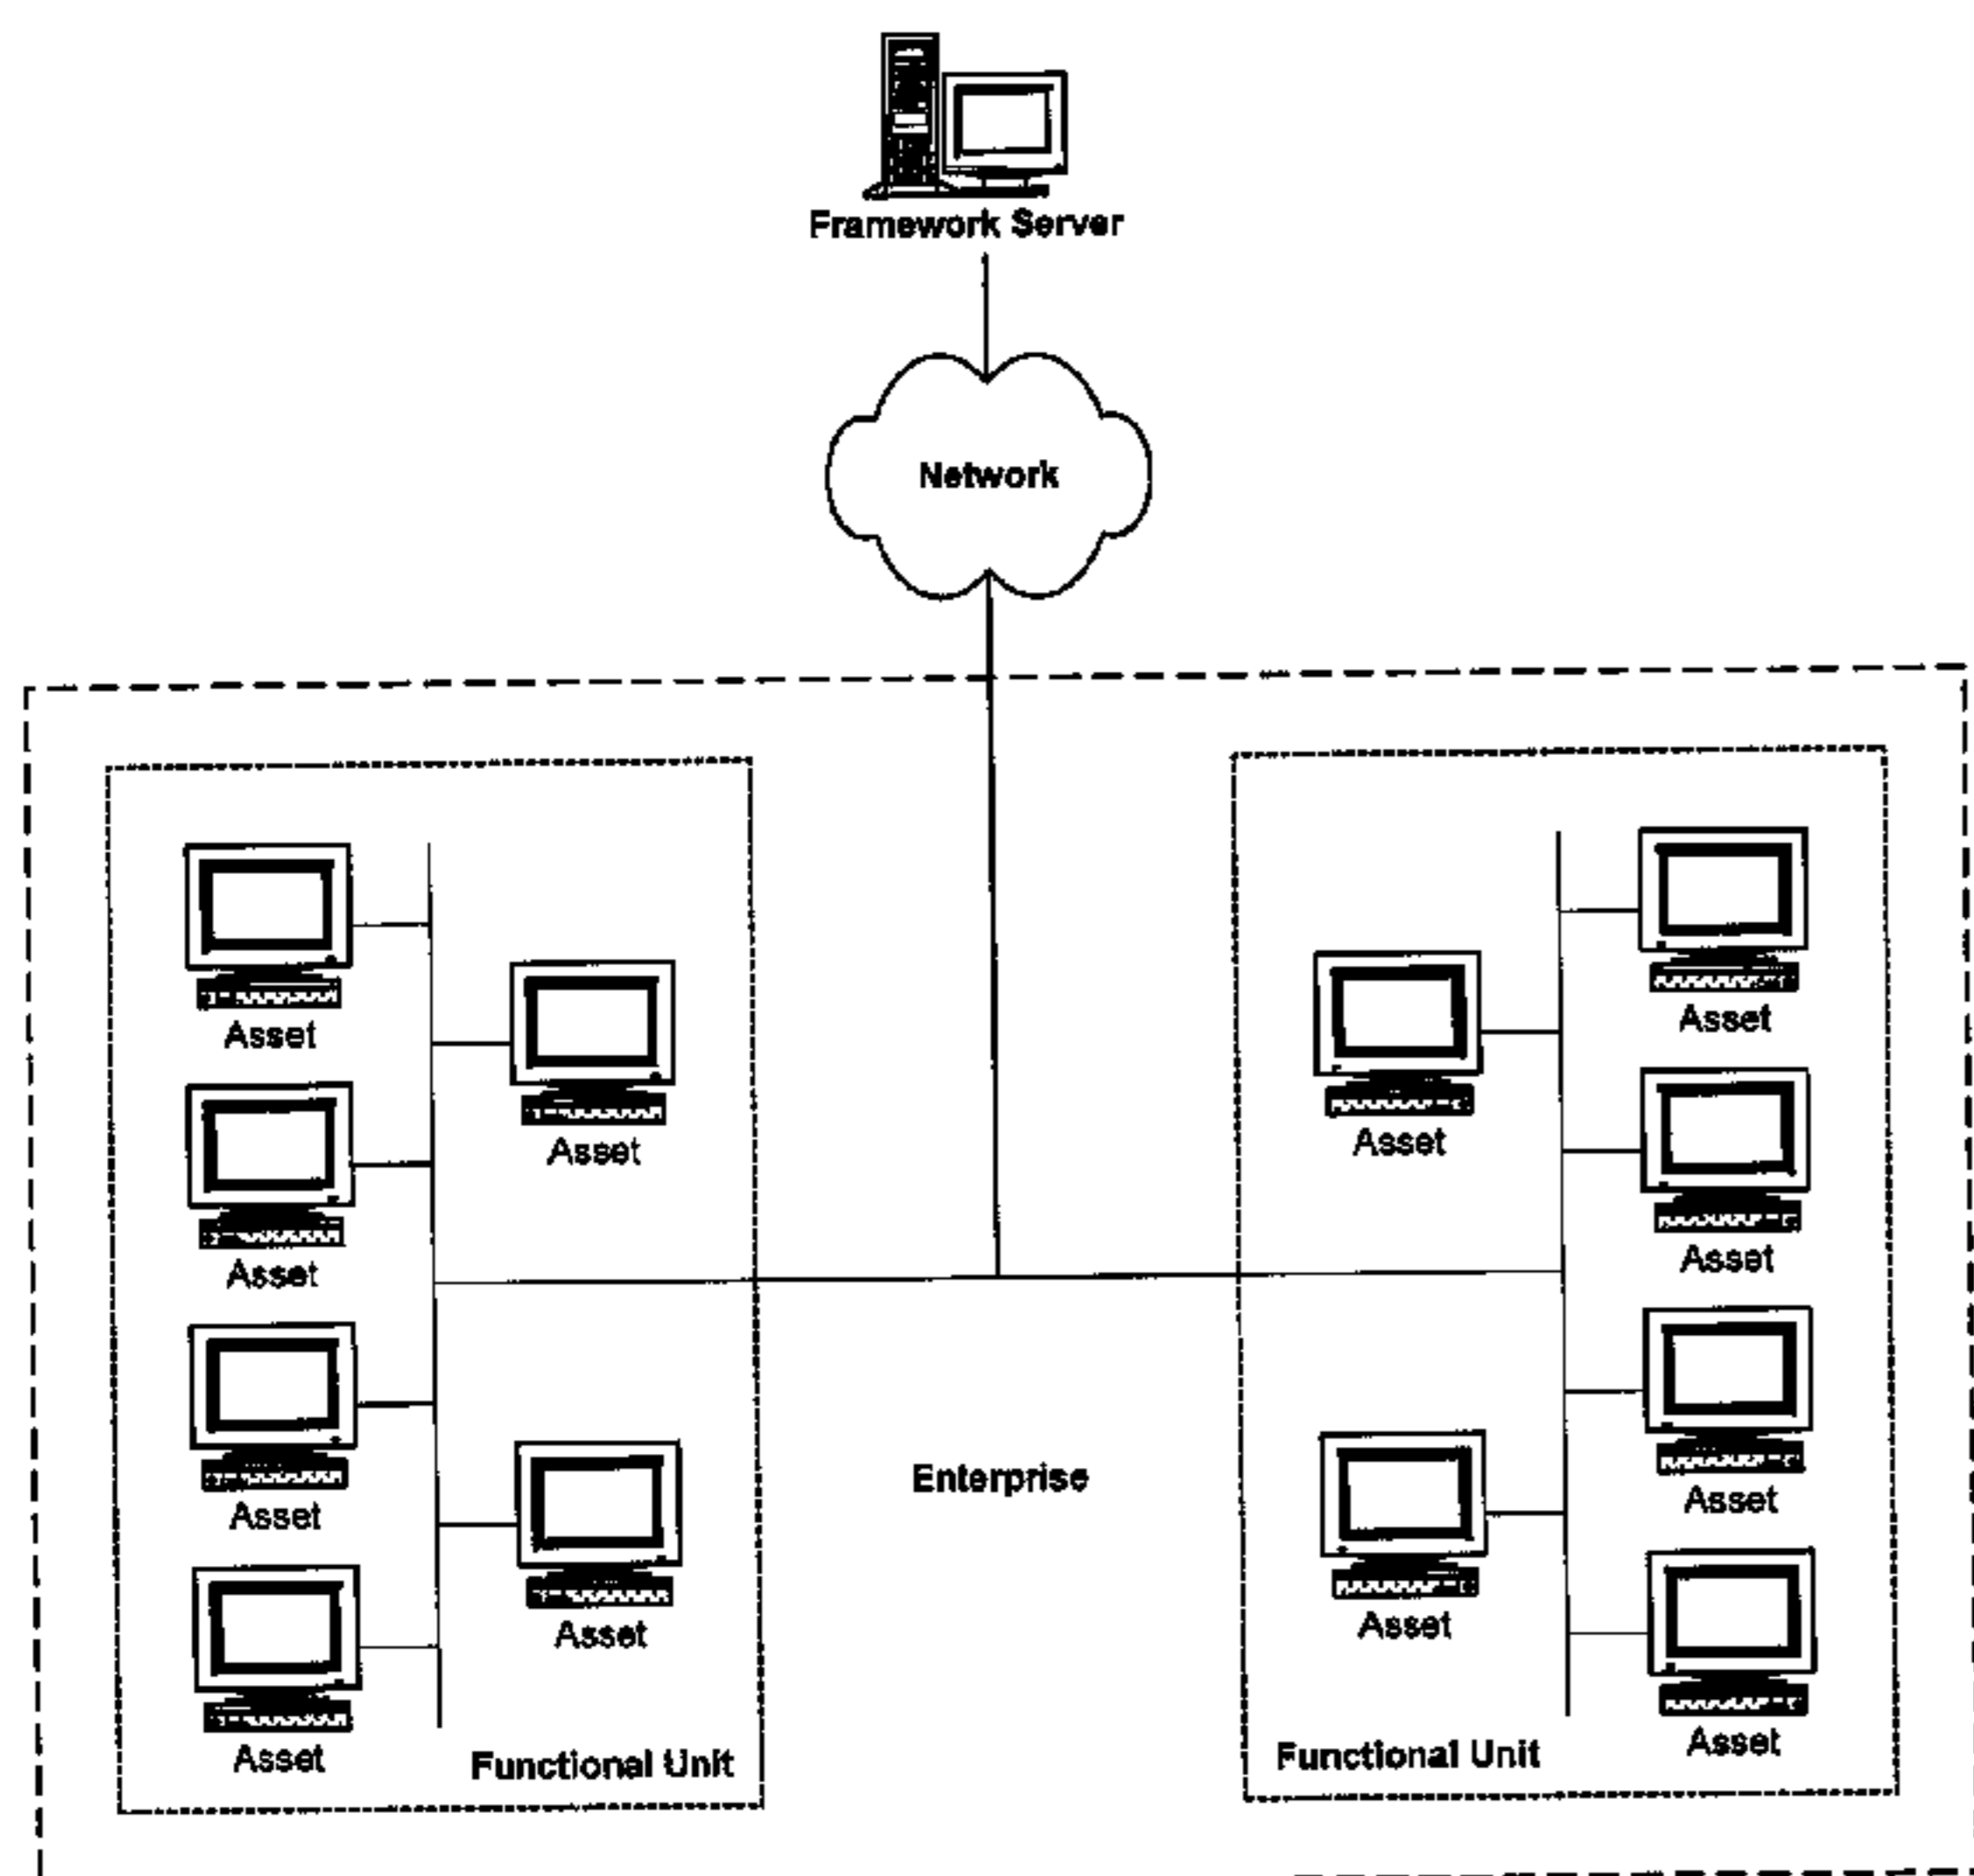 Framework Server
Network
Asset
Asset
Asset
Asset
Asset
Asset
Asset
Asset
Enterprise
Asset
Asset
Asset
Asset
Functional Unit
Functional Unit